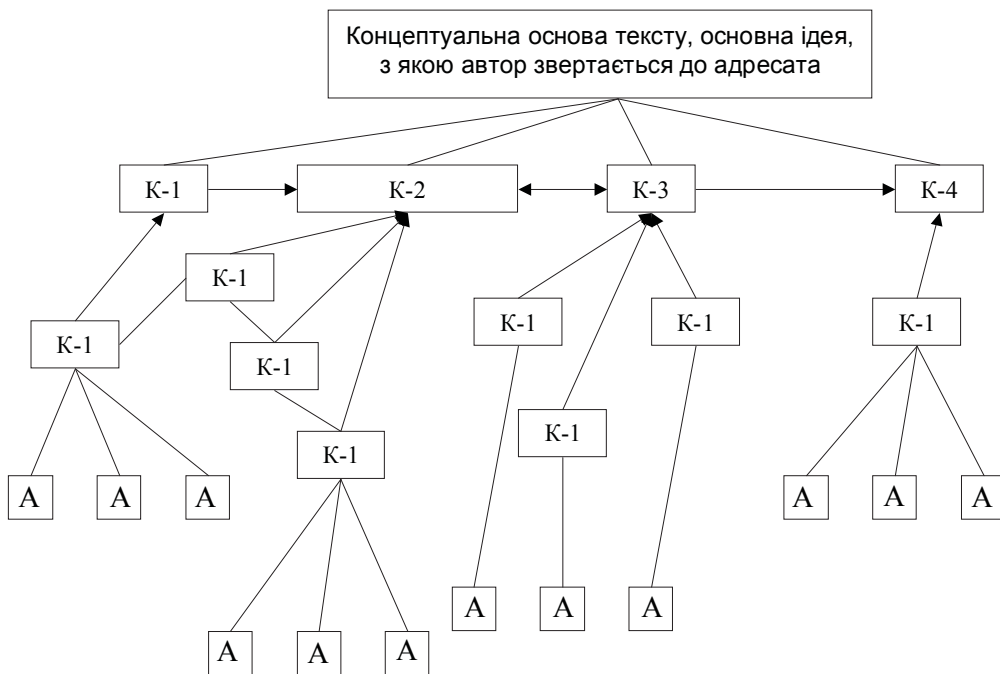 Концептуальна основа тексту, основна ідея,
з якою автор звертається до адресата
К-1
К-2
К-3
К-4
К-1
К-1
К-1
К-1
К-1
К-1
К-1
К-1
А
А
А
А
А
А
А
А
А
А
А
А